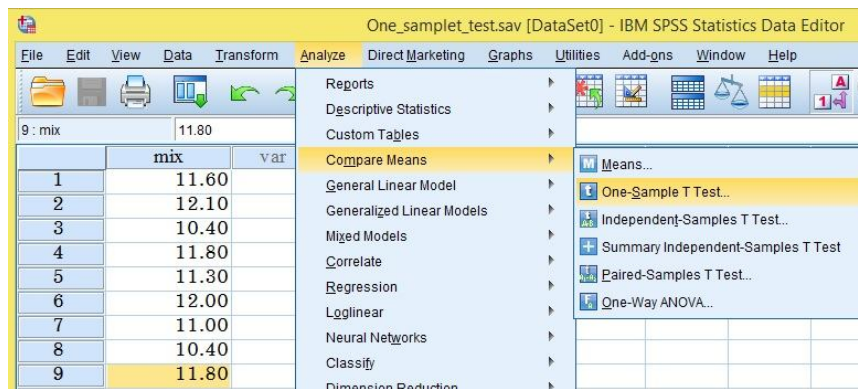 One_samplet_test.sav [DataSet0] - IBM SPSS Statistics Data Editor
File Edit View Data Transform Analyze Direct Marketing Graphs Utilities Add-ons Window Help
A
14
9 : mix 11.80
mix var
1 11.60
2 12.10
3 10.40
4 11.80
5 11.30
6 12.00
7 11.00
8 10.40
9 11.80
Reports
Descriptive Statistics
Custom Tables
Compare Means
General Linear Model
Generalized Linear Models
Mixed Models
Correlate
Regression
Loglinear
Neural Networks
Classify
Dimension Reduction
M Means...
t One-Sample T Test...
Independent-Samples T Test...
Summary Independent-Samples T Test
Paired-Samples T Test...
One-Way ANOVA...